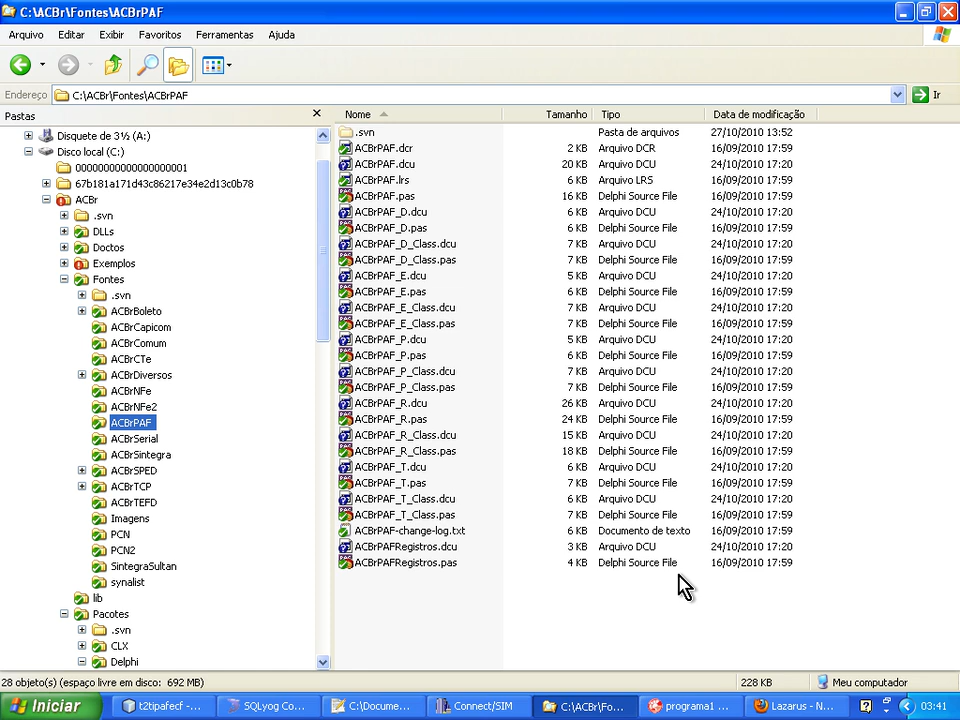 C:\ACBr\Fontes\ACBrPAF
Arquivo Editar Exibir Favoritos Ferramentas Ajuda
Endereço C:\ACBr\Fontes\ACBrPAF Ir
Pastas
Disquete de 3½ (A:)
Disco local (C:)
00000000000000000001
67b181a171d43c86217e34e2d13c0b78
ACBr
.svn
DLLs
Doctos
Exemplos
Fontes
.svn
ACBrBoleto
ACBrCapicom
ACBrComum
ACBrCTe
ACBrDiversos
ACBrNFe
ACBrNFe2
ACBrPAF
ACBrSerial
ACBrSintegra
ACBrSPED
ACBrTCP
ACBrTEFD
Imagens
PCN
PCN2
SintegraSultan
synalist
lib
Pacotes
.svn
CLX
Delphi
Nome Tamanho Tipo Data de modificação
.svn Pasta de arquivos 27/10/2010 13:52
ACBrPAF.dcr 2 KB Arquivo DCR 16/09/2010 17:59
ACBrPAF.dcu 20 KB Arquivo DCU 24/10/2010 17:20
ACBrPAF.lrs 6 KB Arquivo LRS 16/09/2010 17:59
ACBrPAF.pas 16 KB Delphi Source File 16/09/2010 17:59
ACBrPAF_D.dcu 6 KB Arquivo DCU 24/10/2010 17:20
ACBrPAF_D.pas 6 KB Delphi Source File 16/09/2010 17:59
ACBrPAF_D_Class.dcu 7 KB Arquivo DCU 24/10/2010 17:20
ACBrPAF_D_Class.pas 7 KB Delphi Source File 16/09/2010 17:59
ACBrPAF_E.dcu 5 KB Arquivo DCU 24/10/2010 17:20
ACBrPAF_E.pas 6 KB Delphi Source File 16/09/2010 17:59
ACBrPAF_E_Class.dcu 7 KB Arquivo DCU 24/10/2010 17:20
ACBrPAF_E_Class.pas 7 KB Delphi Source File 16/09/2010 17:59
ACBrPAF_P.dcu 5 KB Arquivo DCU 24/10/2010 17:20
ACBrPAF_P.pas 6 KB Delphi Source File 16/09/2010 17:59
ACBrPAF_P_Class.dcu 7 KB Arquivo DCU 24/10/2010 17:20
ACBrPAF_P_Class.pas 7 KB Delphi Source File 16/09/2010 17:59
ACBrPAF_R.dcu 26 KB Arquivo DCU 24/10/2010 17:20
ACBrPAF_R.pas 24 KB Delphi Source File 16/09/2010 17:59
ACBrPAF_R_Class.dcu 15 KB Arquivo DCU 24/10/2010 17:20
ACBrPAF_R_Class.pas 18 KB Delphi Source File 16/09/2010 17:59
ACBrPAF_T.dcu 6 KB Arquivo DCU 24/10/2010 17:20
ACBrPAF_T.pas 7 KB Delphi Source File 16/09/2010 17:59
ACBrPAF_T_Class.dcu 6 KB Arquivo DCU 24/10/2010 17:20
ACBrPAF_T_Class.pas 7 KB Delphi Source File 16/09/2010 17:59
ACBrPAF-change-log.txt 6 KB Documento de texto 16/09/2010 17:59
ACBrPAFRegistros.dcu 3 KB Arquivo DCU 24/10/2010 17:20
ACBrPAFRegistros.pas 4 KB Delphi Source File 16/09/2010 17:59
28 objeto(s) (espaço livre em disco: 692 MB) 228 KB Meu computador
Iniciar t2tipafecf -... SQLyog Co... C:\Docume... Connect/SIM C:\ACBr\Fo... programa1 ... Lazarus - N... 03:41